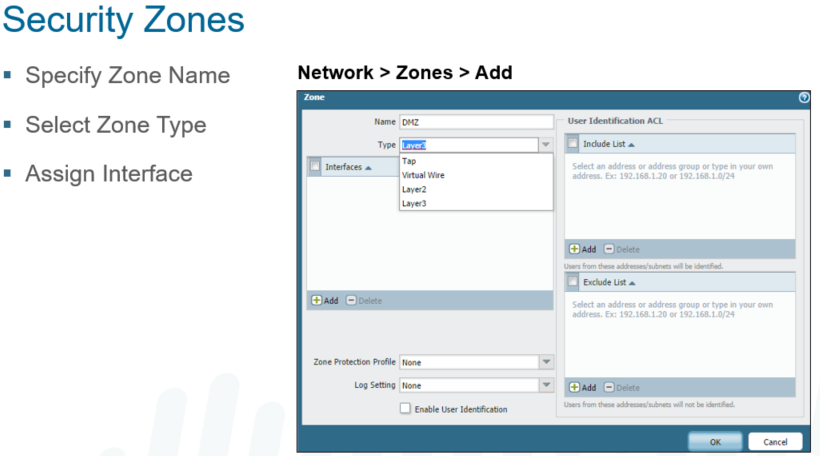 Security Zones
Specify Zone Name
Select Zone Type
Assign Interface
Network > Zones > Add
Zone
Name DMZ
Type Layer3
Tap
Virtual Wire
Layer2
Layer3
Interfaces
Add Delete
Zone Protection Profile None
Log Setting None
Enable User Identification
User Identification ACL
Include List
Select an address or address group or type in your own
address. Ex: 192.168.1.20 or 192.168.1.0/24
Add Delete
Users from these addresses/subnets will be identified.
Exclude List
Select an address or address group or type in your own
address. Ex: 192.168.1.20 or 192.168.1.0/24
Add Delete
Users from these addresses/subnets will not be identified.
OK Cancel